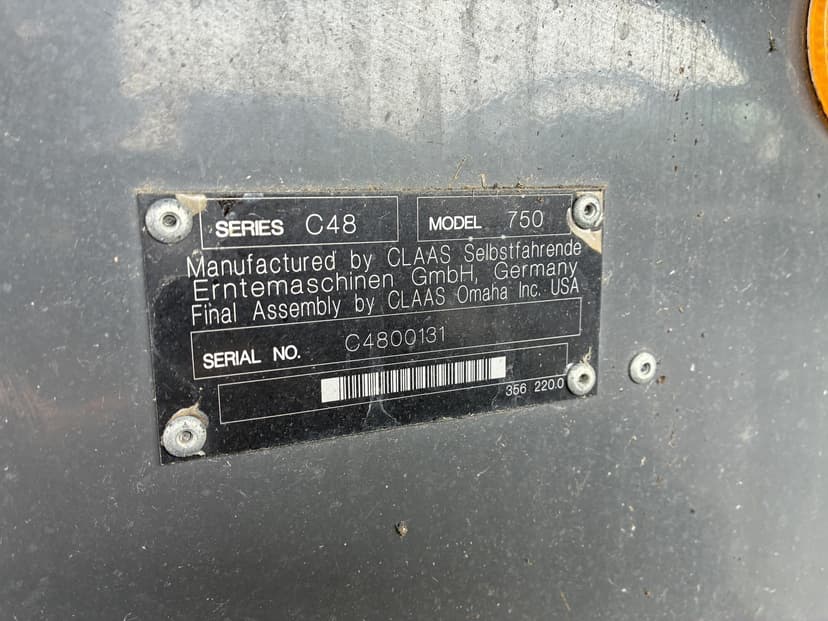 SERIES C48 MODEL 750
Manufactured by CLAAS Selbstfahrende
Erntemaschinen GmbH, Germany
Final Assembly by CLAAS Omaha Inc. USA
SERIAL NO. C4800131
356 220.0